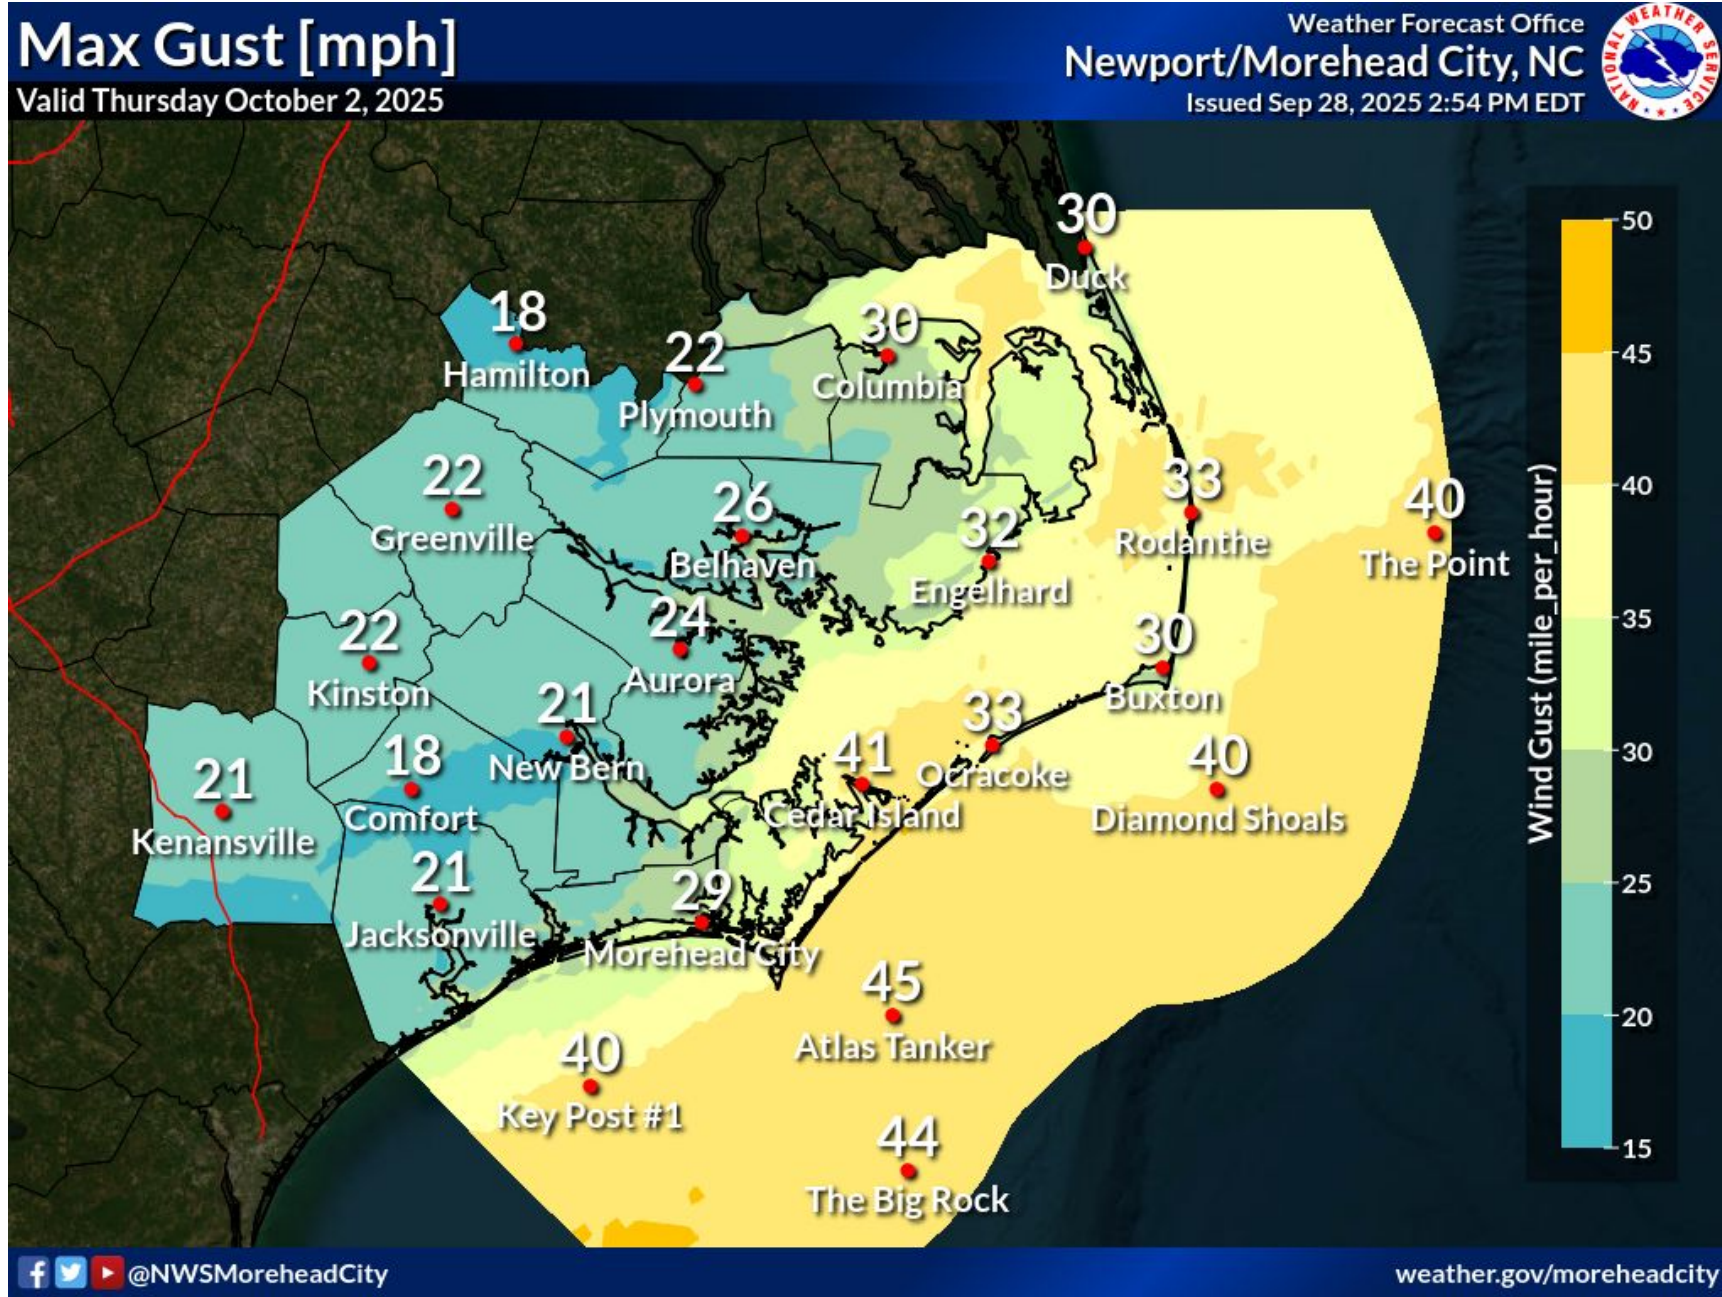 Max Gust [mph]
Valid Thursday October 2, 2025
Weather Forecast Office
Newport/Morehead City, NC
Issued Sep 28, 2025 2:54 PM EDT
NATIONAL WEATHER SERVICE
30
Duck
18
Hamilton
22
Plymouth
30
Columbia
22
Greenville
26
Belhaven
32
Engelhard
33
Rodanthe
40
The Point
22
Kinston
24
Aurora
30
Buxton
21
New Bern
33
Ocracoke
21
Kenansville
18
Comfort
41
Cedar Island
40
Diamond Shoals
21
Jacksonville
29
Morehead City
45
Atlas Tanker
40
Key Post #1
44
The Big Rock
Wind Gust (mile_per_hour)
50
45
40
35
30
25
20
15
@NWSMoreheadCity
weather.gov/moreheadcity